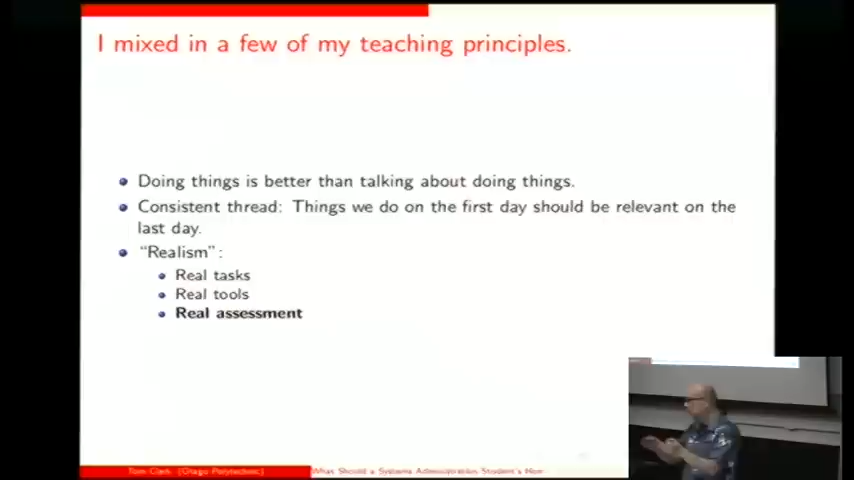 I mixed in a few of my teaching principles.
Doing things is better than talking about doing things.
Consistent thread: Things we do on the first day should be relevant on the
last day.
"Realism":
Real tasks
Real tools
Real assessment
Tom Clark (Otago Polytechnic)
What Should a Systems Administration Student's